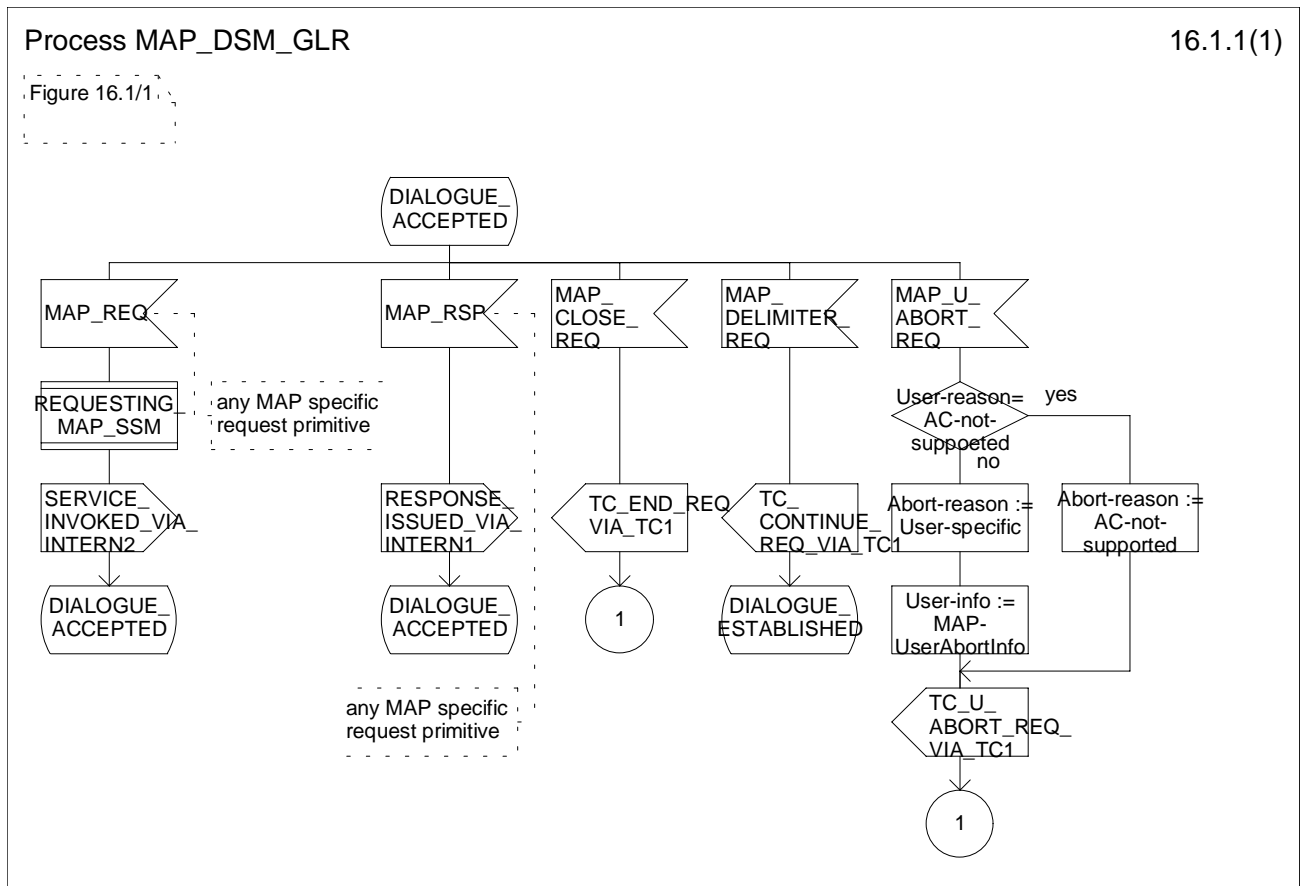 Process MAP_DSM_GLR
16.1.1(1)
Figure 16.1/1
DIALOGUE_
ACCEPTED
MAP_REQ
MAP_RSP
MAP_
CLOSE_
REQ
MAP_
DELIMITER_
REQ
MAP_U_
ABORT_
REQ
REQUESTING_
MAP_SSM
any MAP specific
request primitive
User-reason=
AC-not-
suppoeted
yes
no
SERVICE_
INVOKED_VIA_
INTERN2
RESPONSE_
ISSUED_VIA_
INTERN1
TC_END_REQ
VIA_TC1
TC_
CONTINUE_
REQ_VIA_TC1
Abort-reason :=
User-specific
Abort-reason :=
AC-not-
supported
DIALOGUE_
ACCEPTED
DIALOGUE_
ACCEPTED
1
DIALOGUE_
ESTABLISHED
User-info :=
MAP-
UserAbortInfo
any MAP specific
request primitive
TC_U_
ABORT_REQ_
VIA_TC1
1